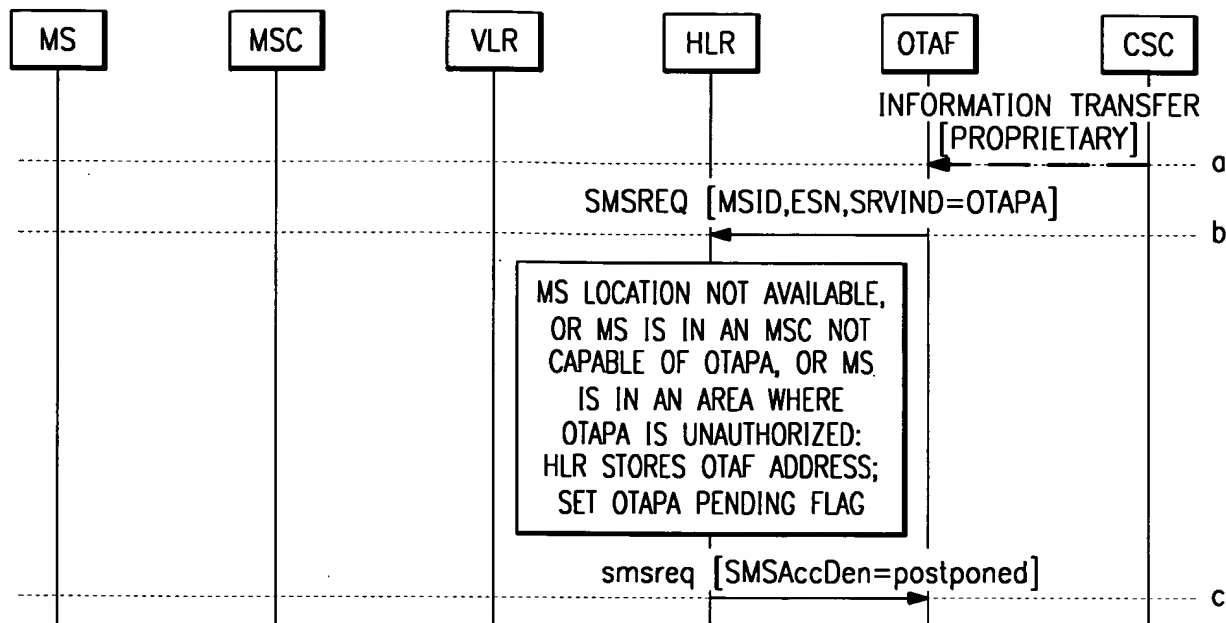 MS MSC VLR HLR OTAF CSC
INFORMATION TRANSFER
[PROPRIETARY]
a
SMSREQ [MSID,ESN,SRVIND=OTAPA]
b
MS LOCATION NOT AVAILABLE,
OR MS IS IN AN MSC NOT
CAPABLE OF OTAPA, OR MS
IS IN AN AREA WHERE
OTAPA IS UNAUTHORIZED:
HLR STORES OTAF ADDRESS;
SET OTAPA PENDING FLAG
smsreq [SMSAccDen=postponed]
c